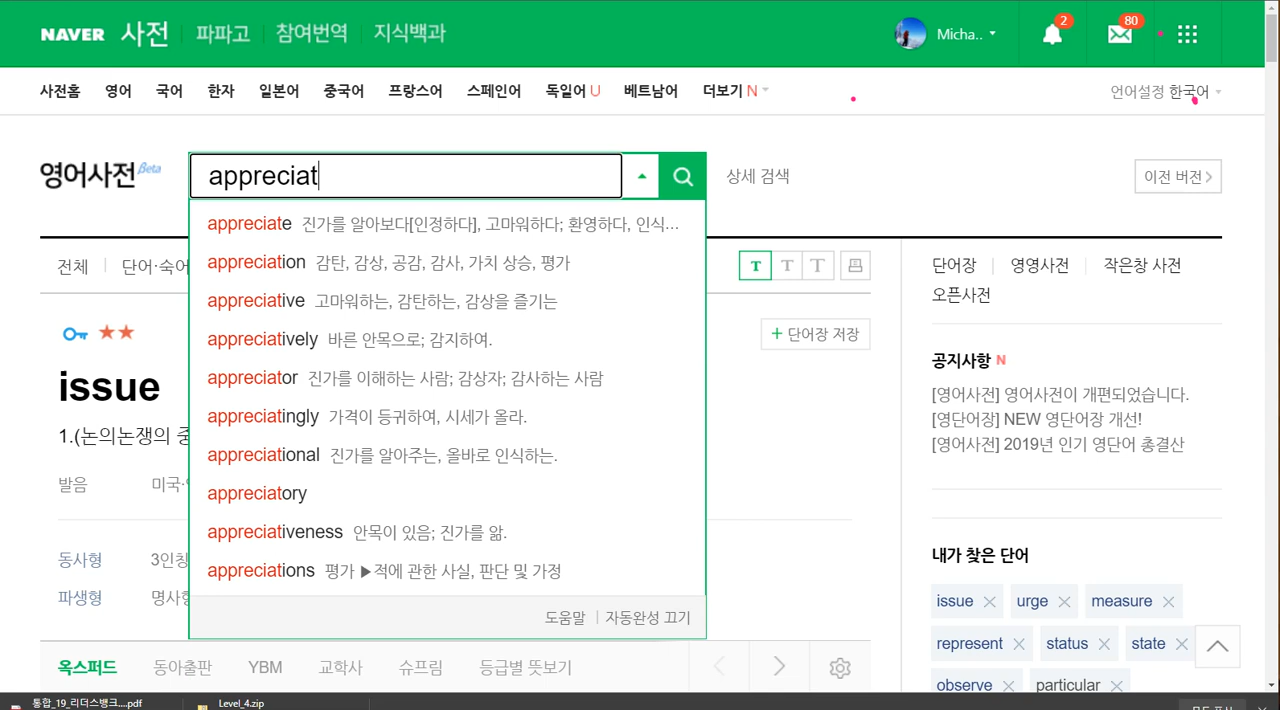 NAVER 사전 파파고 참여번역 지식백과 Micha.. 2 80
사전홈 영어 국어 한자 일본어 중국어 프랑스어 스페인어 독일어 U 베트남어 더보기 N 언어설정 한국어
영어사전 Beta appreciat 상세 검색 이전 버전
appreciate 진가를 알아보다[인정하다], 고마워하다; 환영하다, 인식...
appreciation 감탄, 감상, 공감, 감사, 가치 상승, 평가
appreciative 고마워하는, 감탄하는, 감상을 즐기는
appreciatively 바른 안목으로; 감지하여.
appreciator 진가를 이해하는 사람; 감상자; 감사하는 사람
appreciatingly 가격이 등귀하여, 시세가 올라.
appreciational 진가를 알아주는, 올바로 인식하는.
appreciatory
appreciativeness 안목이 있음; 진가를 앎.
appreciations 평가 ▶적에 관한 사실, 판단 및 가정
도움말 자동완성 끄기
전체 단어·숙어
T T T
+ 단어장 저장
issue
1.(논의논쟁의 중
발음 미국·
동사형 3인칭
파생형 명사형
옥스퍼드 동아출판 YBM 교학사 슈프림 등급별 뜻보기
단어장 영영사전 작은창 사전
오픈사전
공지사항 N
[영어사전] 영어사전이 개편되었습니다.
[영단어장] NEW 영단어장 개선!
[영어사전] 2019년 인기 영단어 총결산
내가 찾은 단어
issue urge measure
represent status state
observe particular
통합_19_리더스뱅크....pdf Level_4.zip